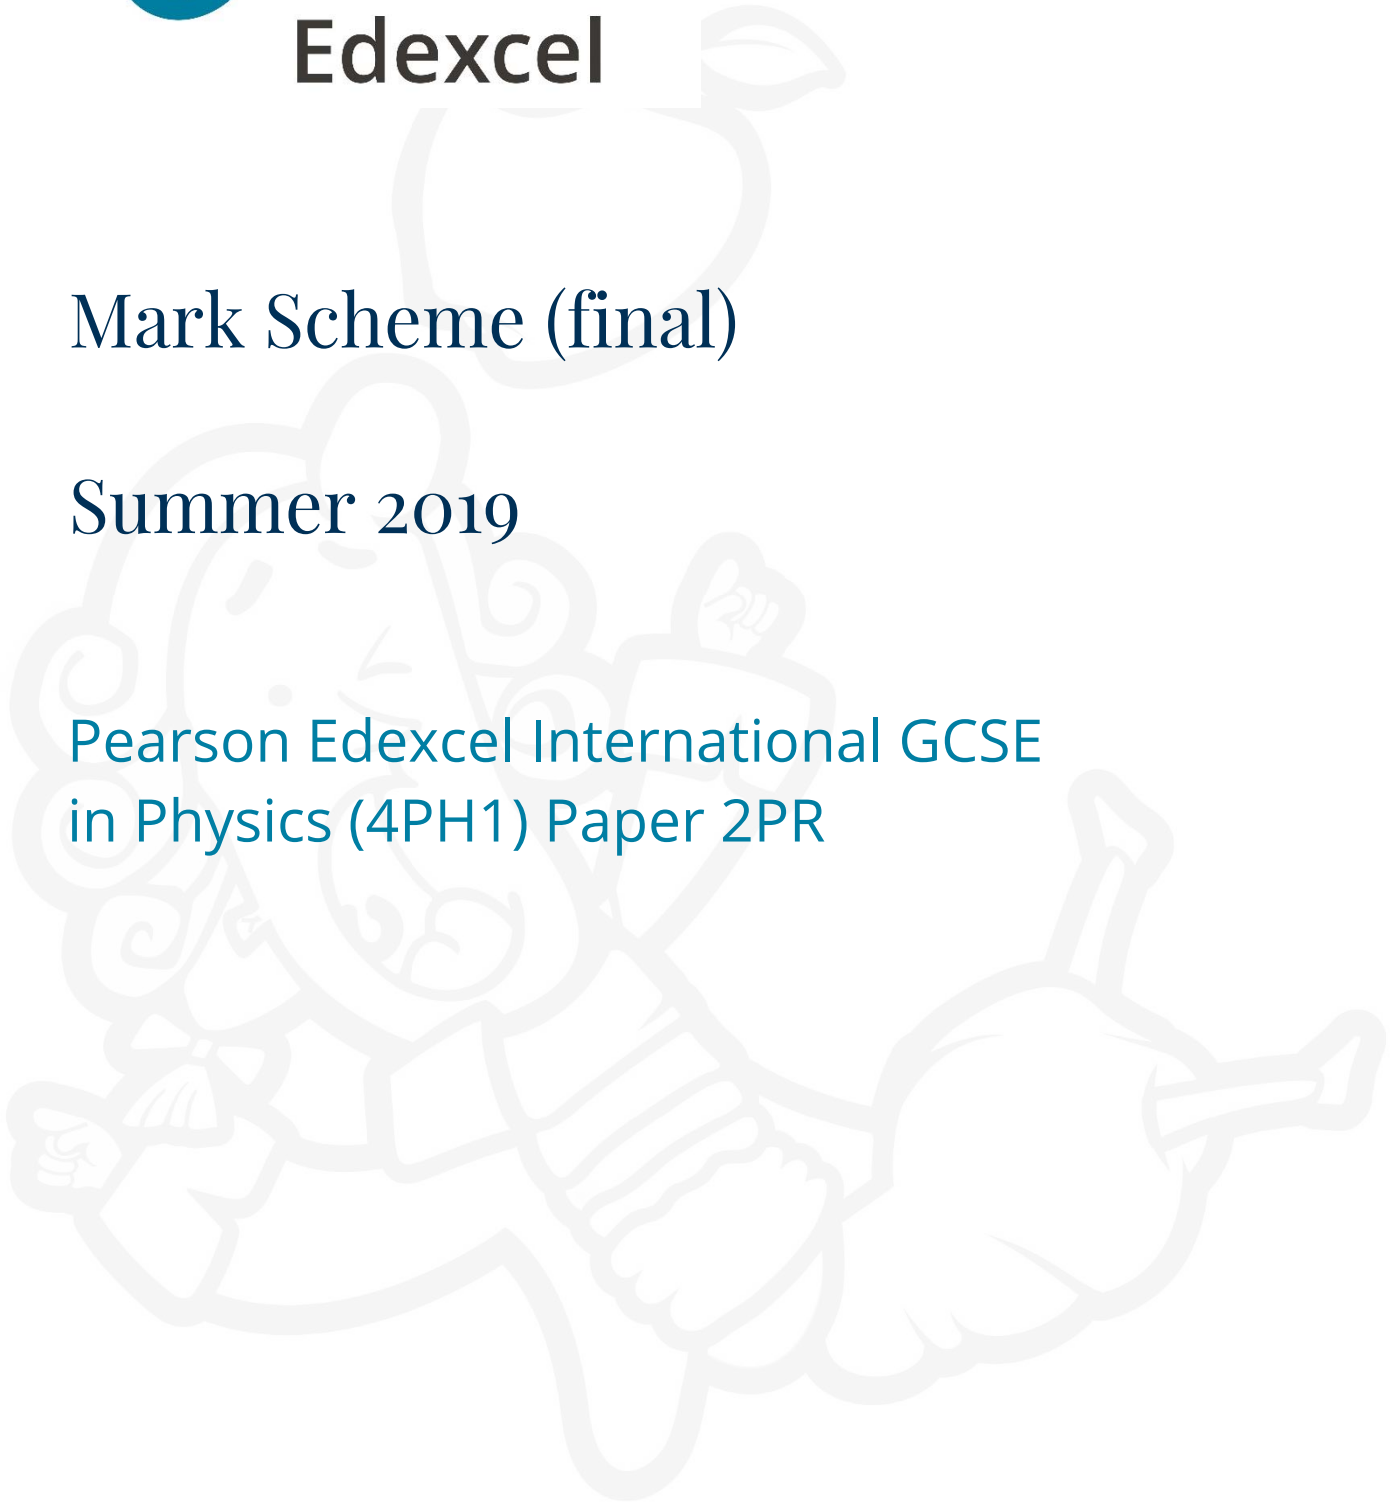 Edexcel
Mark Scheme (final)
Summer 2019
Pearson Edexcel International GCSE
in Physics (4PH1) Paper 2PR